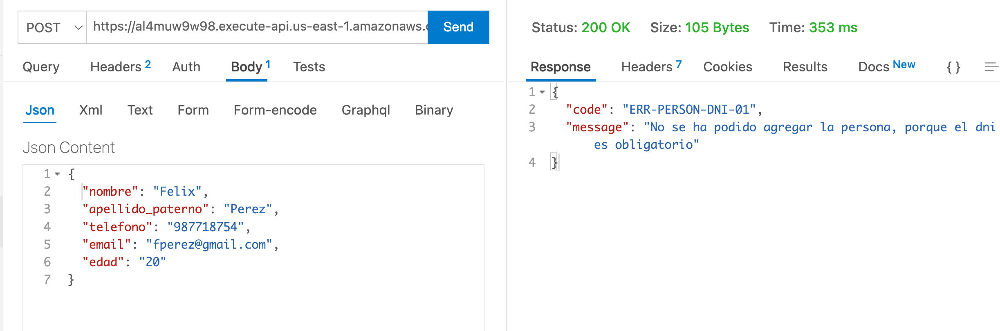 POST https://al4muw9w98.execute-api.us-east-1.amazonaws. Send
Query Headers 2 Auth Body 1 Tests
Json Xml Text Form Form-encode Graphql Binary
Json Content
1 {
2 "nombre": "Felix",
3 "apellido_paterno": "Perez",
4 "telefono": "987718754",
5 "email": "fperez@gmail.com",
6 "edad": "20"
7 }
Status: 200 OK Size: 105 Bytes Time: 353 ms
Response Headers 7 Cookies Results Docs New { }
1 {
2 "code": "ERR-PERSON-DNI-01",
3 "message": "No se ha podido agregar la persona, porque el dni
es obligatorio"
4 }